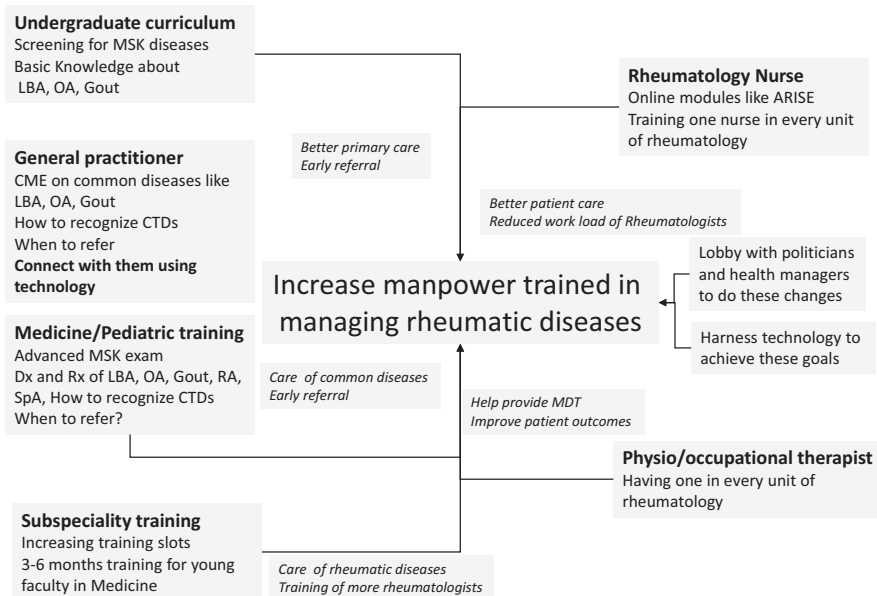 Undergraduate curriculum
Screening for MSK diseases
Basic Knowledge about
LBA, OA, Gout
Rheumatology Nurse
Online modules like ARISE
Training one nurse in every unit
of rheumatology
Better primary care
Early referral
General practitioner
CME on common diseases like
LBA, OA, Gout
How to recognize CTDs
When to refer
Connect with them using
technology
Better patient care
Reduced work load of Rheumatologists
Lobby with politicians
and health managers
to do these changes
Increase manpower trained in
managing rheumatic diseases
Harness technology to
achieve these goals
Medicine/Pediatric training
Advanced MSK exam
Dx and Rx of LBA, OA, Gout, RA,
SpA, How to recognize CTDs
When to refer?
Care of common diseases
Early referral
Help provide MDT
Improve patient outcomes
Physio/occupational therapist
Having one in every unit of
rheumatology
Subspeciality training
Increasing training slots
3-6 months training for young
faculty in Medicine
Care of rheumatic diseases
Training of more rheumatologists